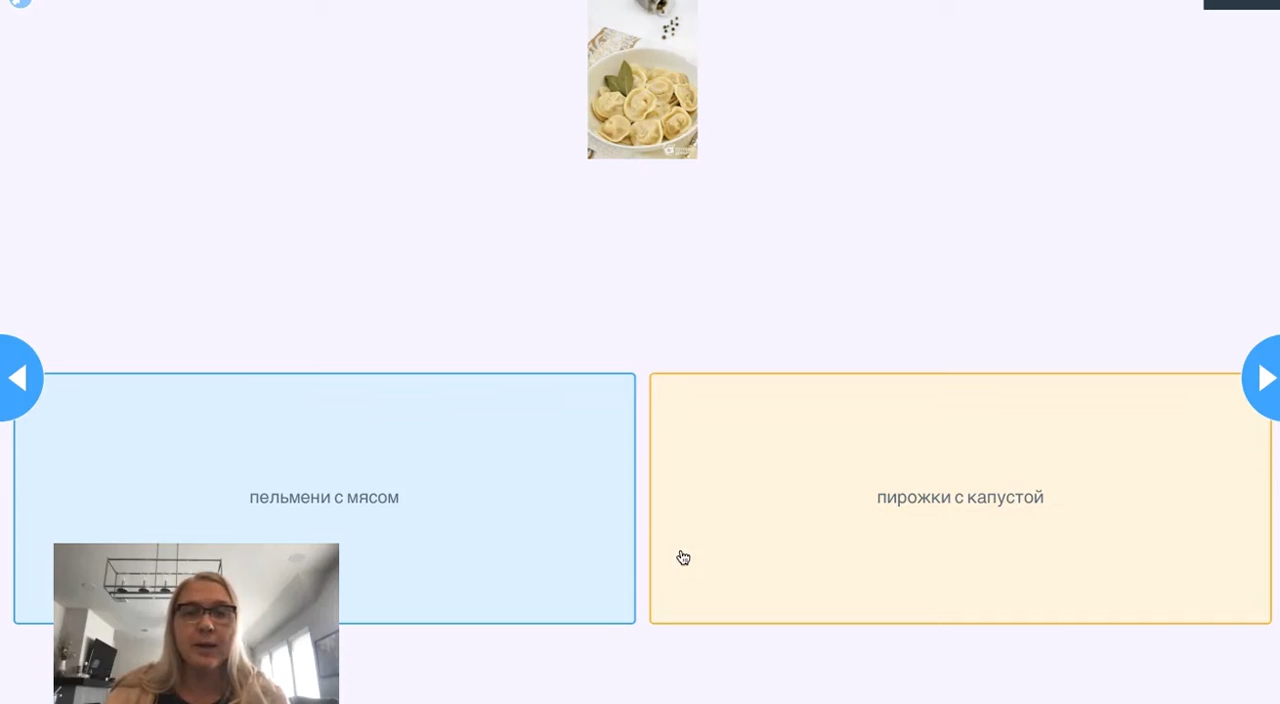 пельмени с мясом
пирожки с капустой